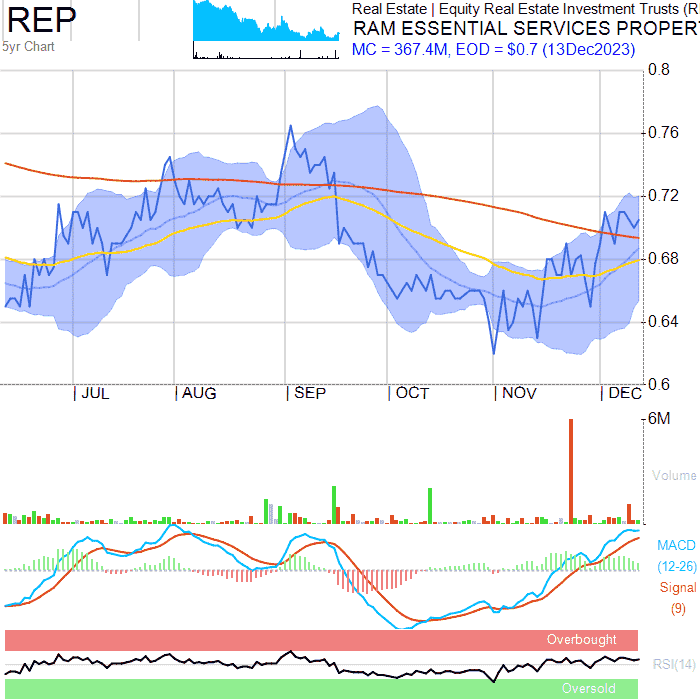 REP
5yr Chart
Real Estate | Equity Real Estate Investment Trusts (R
RAM ESSENTIAL SERVICES PROPER
MC = 367.4M, EOD = $0.7 (13Dec2023)
0.8
0.76
0.72
0.68
0.64
0.6
| JUL | AUG | SEP | OCT | NOV | DEC
6M
Volume
MACD
(12-26)
Signal
(9)
Overbought
RSI(14)
Oversold